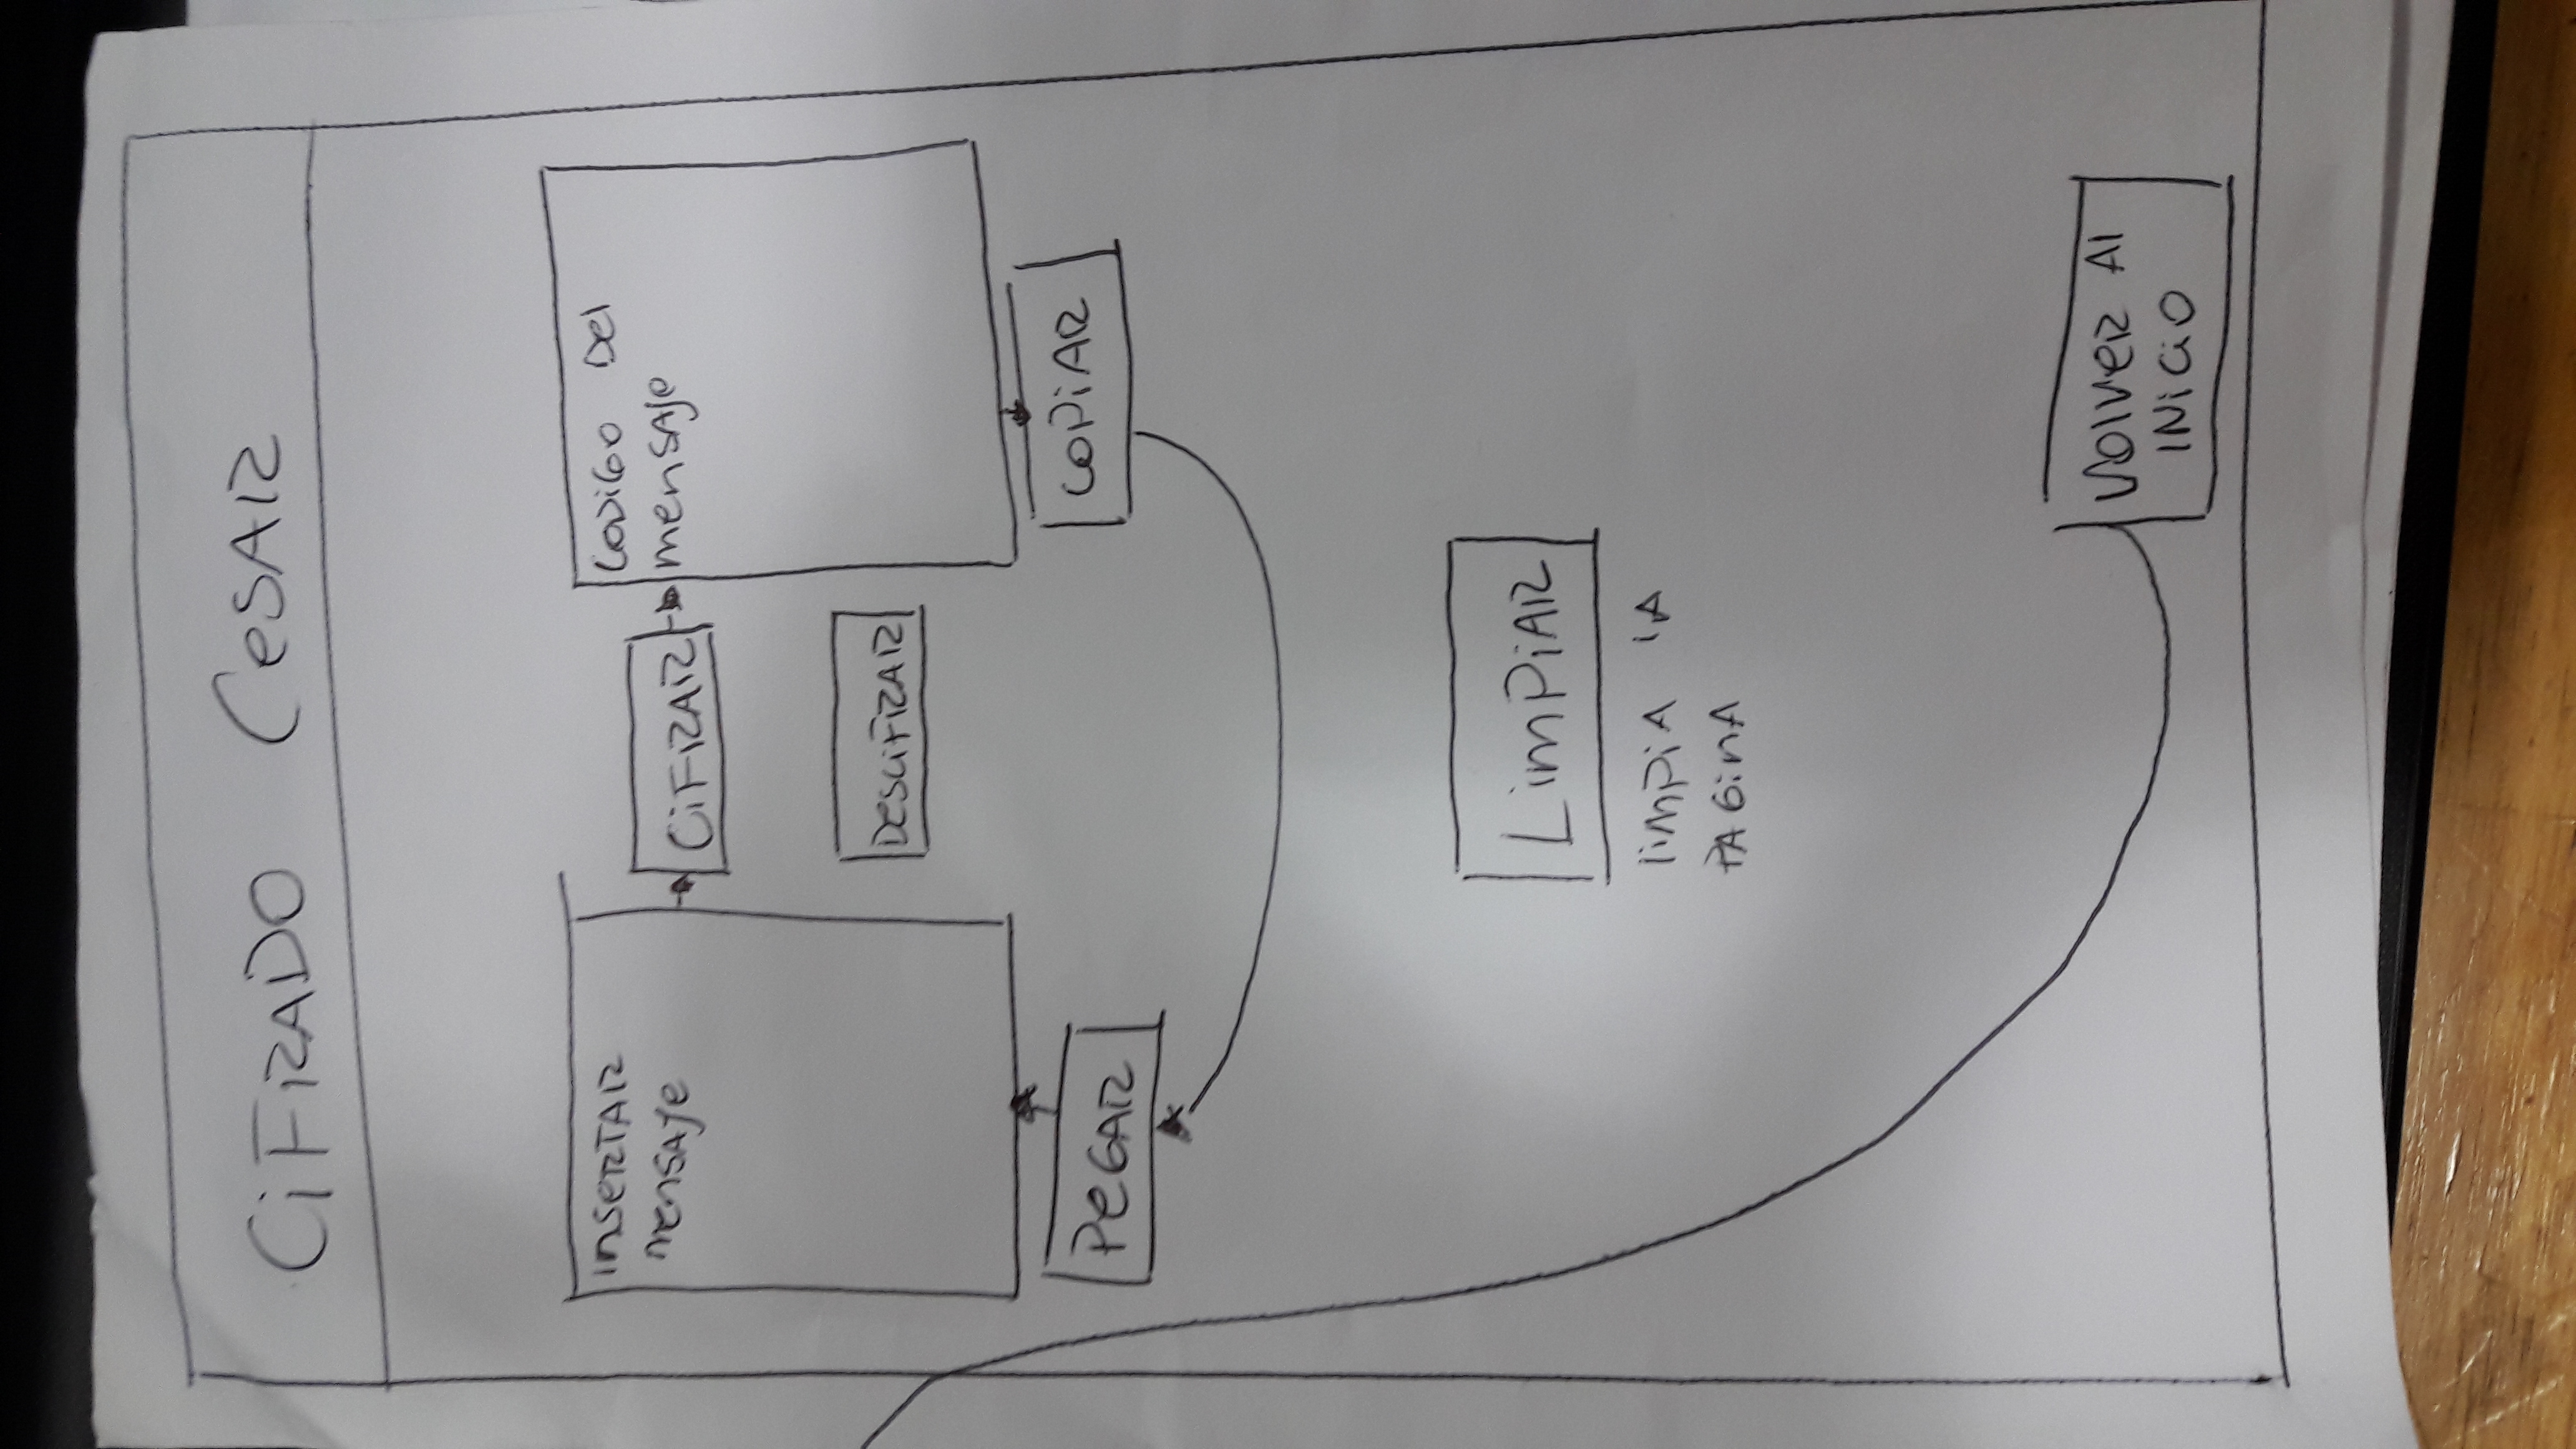 CiFRADO CeSAR
inseRTAR
mensAje
CiFRAR
CODiGO Del
mensAje
DesciFRAR
PeGAR
COPiAR
LimPiAR
limPiA lA
PAGinA
VOlveR Al
INiciO